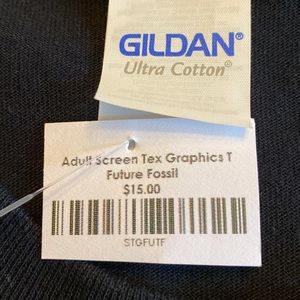 GILDAN®
Ultra Cotton®
Adult Screen Tex Graphics T
Future Fossil
$15.00
STGFUTF